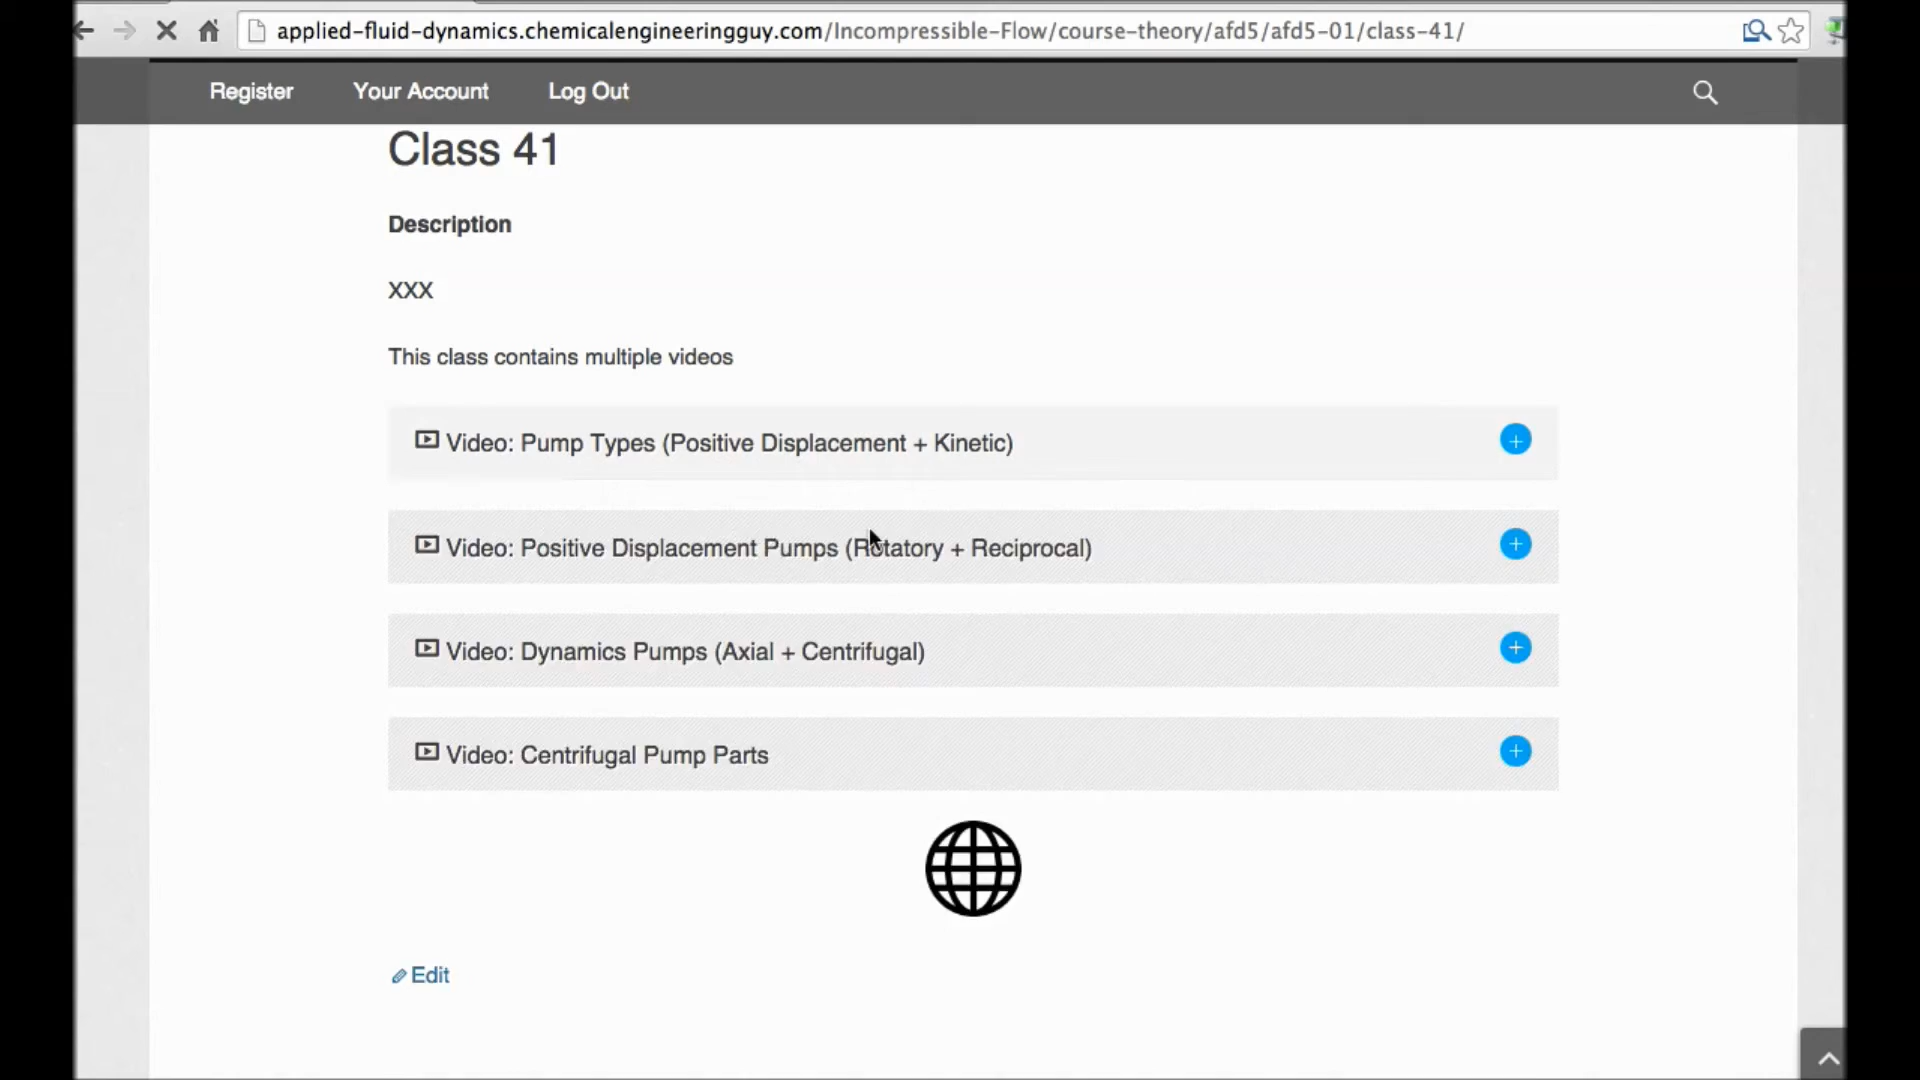 applied-fluid-dynamics.chemicalengineeringguy.com/Incompressible-Flow/course-theory/afd5/afd5-01/class-41/
Register Your Account Log Out
Class 41
Description
XXX
This class contains multiple videos
Video: Pump Types (Positive Displacement + Kinetic)
Video: Positive Displacement Pumps (Rotatory + Reciprocal)
Video: Dynamics Pumps (Axial + Centrifugal)
Video: Centrifugal Pump Parts
Edit